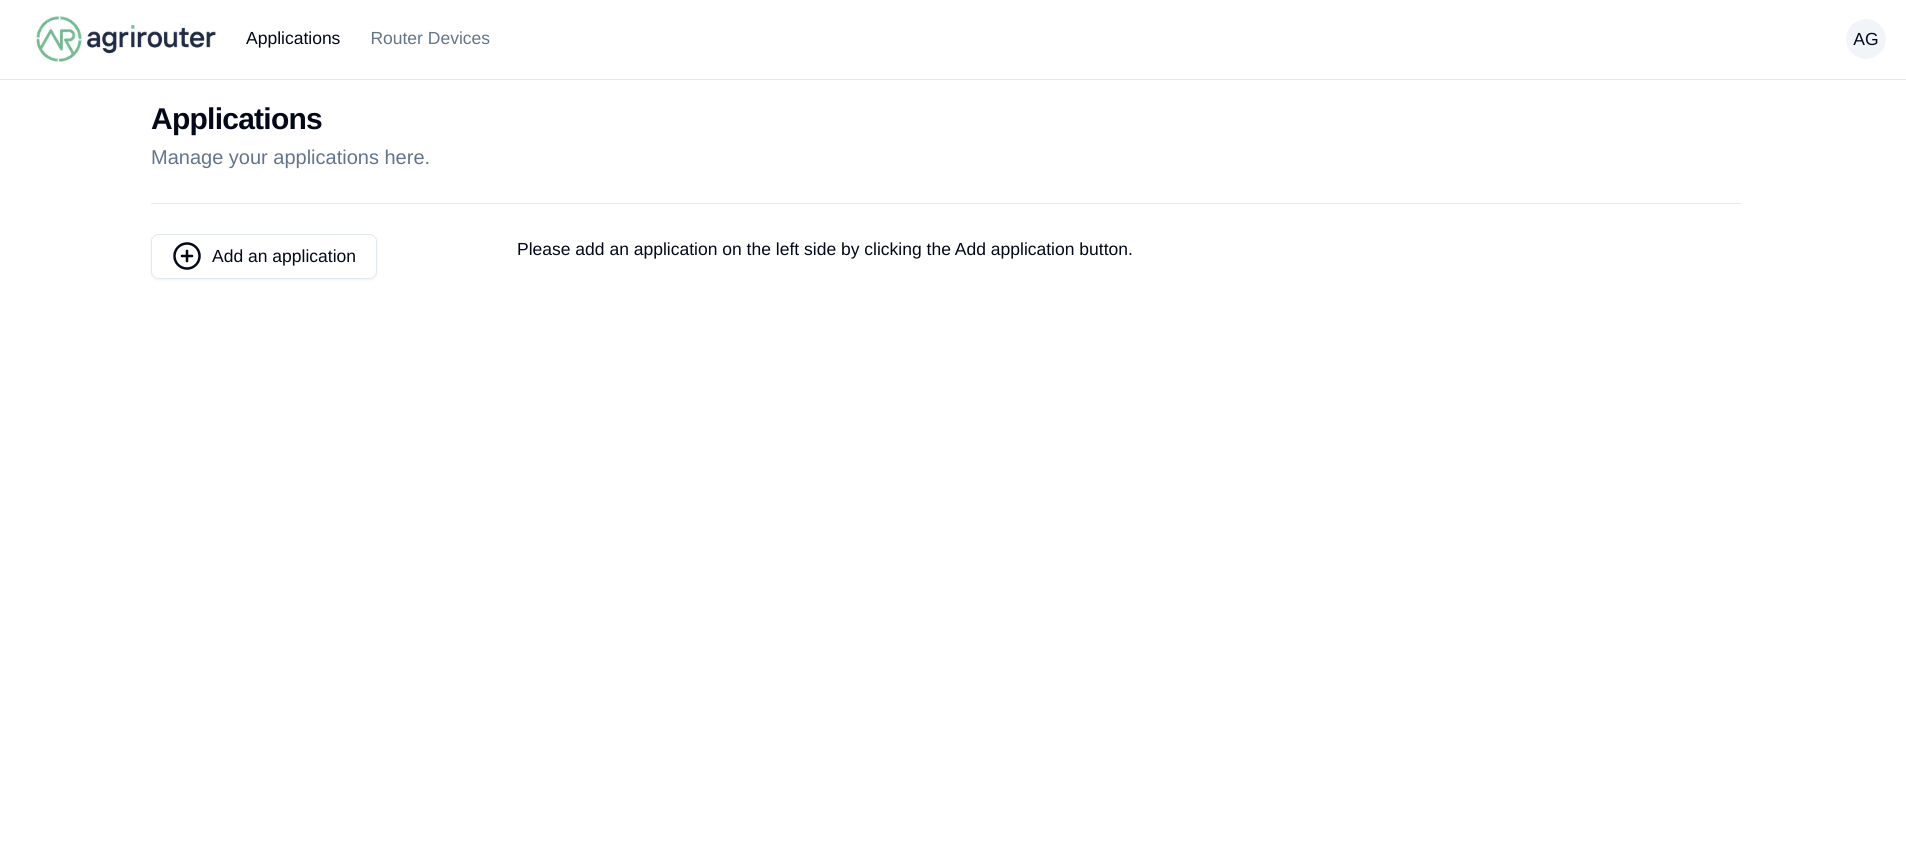 agrirouter
Applications
Router Devices
AG
Applications
Manage your applications here.
Add an application
Please add an application on the left side by clicking the Add application button.